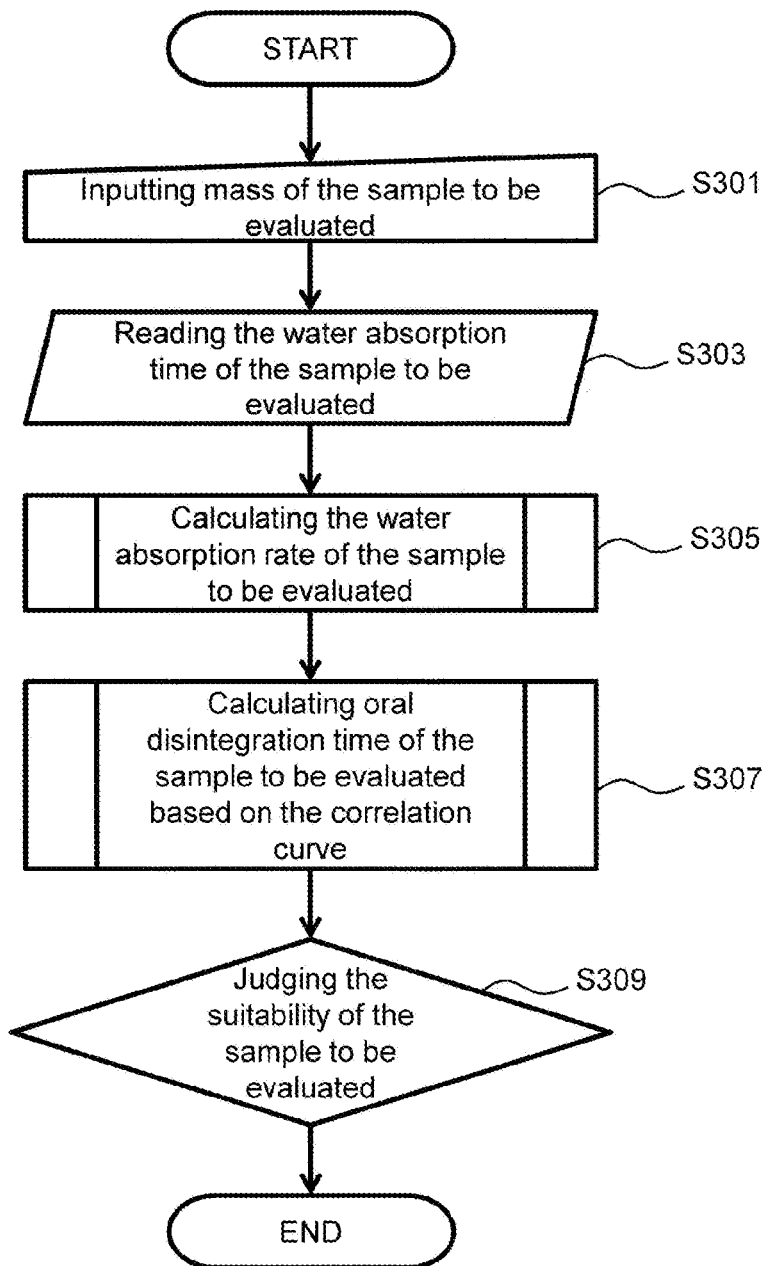 START
Inputting mass of the sample to be
evaluated
S301
Reading the water absorption
time of the sample to be
evaluated
S303
Calculating the water
absorption rate of the sample
to be evaluated
S305
Calculating oral
disintegration time of the
sample to be evaluated
based on the correlation
curve
S307
Judging the
suitability of the
sample to be
evaluated
S309
END